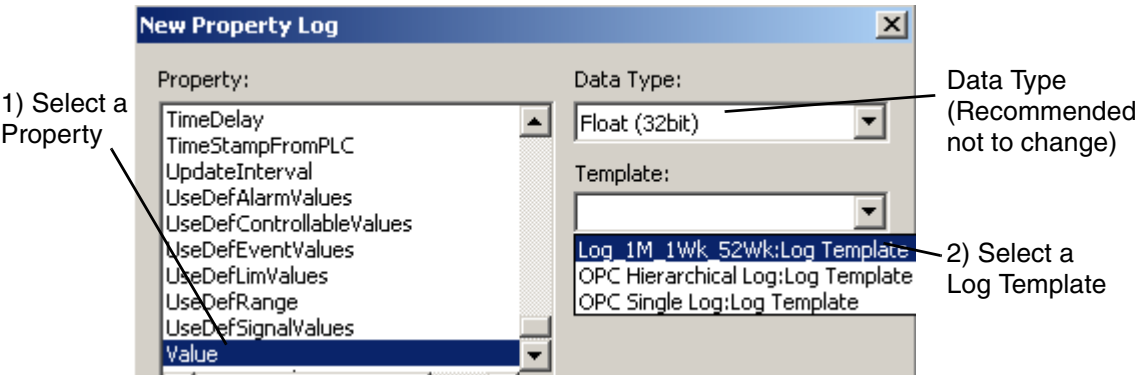 New Property Log
1) Select a
Property
Property:
TimeDelay
TimeStampFromPLC
UpdateInterval
UseDefAlarmValues
UseDefControllableValues
UseDefEventValues
UseDefLimValues
UseDefRange
UseDefSignalValues
Value
Data Type:
Float (32bit)
Template:
Log_1M_1Wk_52Wk:Log Template
OPC Hierarchical Log:Log Template
OPC Single Log:Log Template
Data Type
(Recommended
not to change)
2) Select a
Log Template